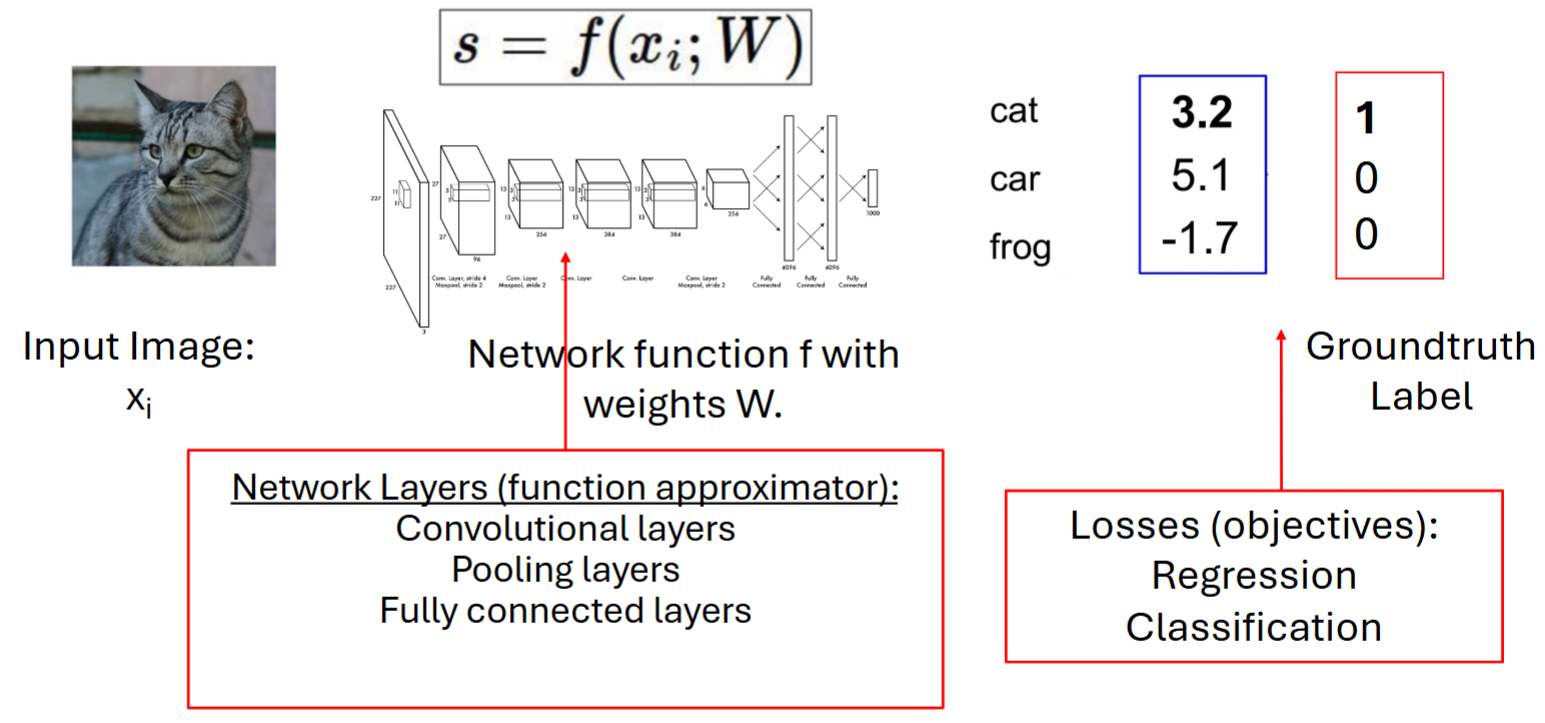 s = f(x_i; W)
cat 3.2 1
car 5.1 0
frog -1.7 0
227
11
11
227
3
27
5
5
27
96
13
3
3
13
256
13
3
3
13
384
13
3
3
13
384
6
6
256
4096
4096
1000
Conv. Layer, stride 4
Maxpool, stride 2
Conv. Layer
Maxpool, stride 2
Conv. Layer
Conv. Layer
Conv. Layer
Maxpool, stride 2
Fully
Connected
Fully
Connected
Fully
Connected
Input Image:
x_i
Network function f with
weights W.
Groundtruth
Label
Network Layers (function approximator):
Convolutional layers
Pooling layers
Fully connected layers
Losses (objectives):
Regression
Classification